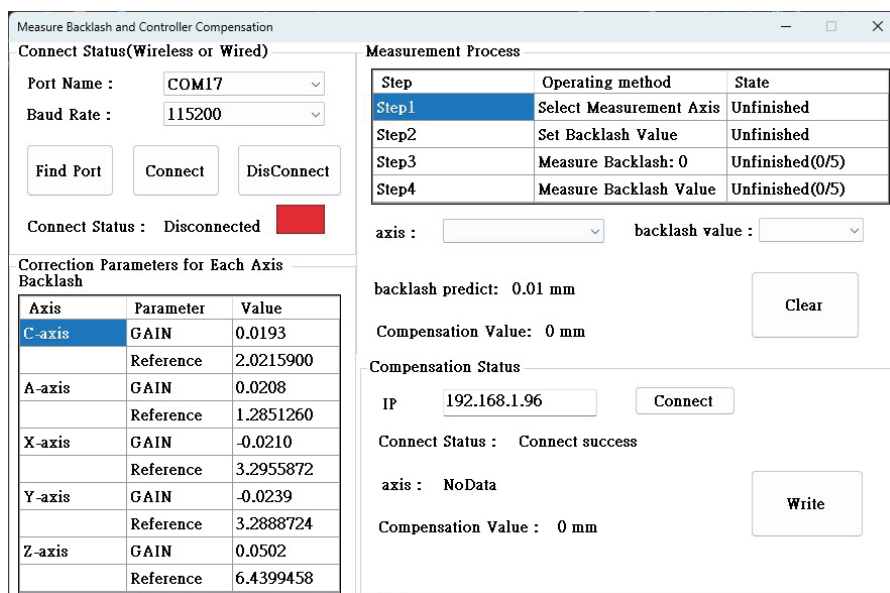 Measure Backlash and Controller Compensation
Connect Status(Wireless or Wired)
Port Name : COM17
Baud Rate : 115200
Find Port Connect DisConnect
Connect Status : Disconnected
Correction Parameters for Each Axis
Backlash
Axis Parameter Value
C-axis GAIN 0.0193
Reference 2.0215900
A-axis GAIN 0.0208
Reference 1.2851260
X-axis GAIN -0.0210
Reference 3.2955872
Y-axis GAIN -0.0239
Reference 3.2888724
Z-axis GAIN 0.0502
Reference 6.4399458
Measurement Process
Step Operating method State
Step1 Select Measurement Axis Unfinished
Step2 Set Backlash Value Unfinished
Step3 Measure Backlash: 0 Unfinished(0/5)
Step4 Measure Backlash Value Unfinished(0/5)
axis : backlash value :
backlash predict: 0.01 mm
Clear
Compensation Value: 0 mm
Compensation Status
IP 192.168.1.96 Connect
Connect Status : Connect success
axis : NoData
Write
Compensation Value : 0 mm